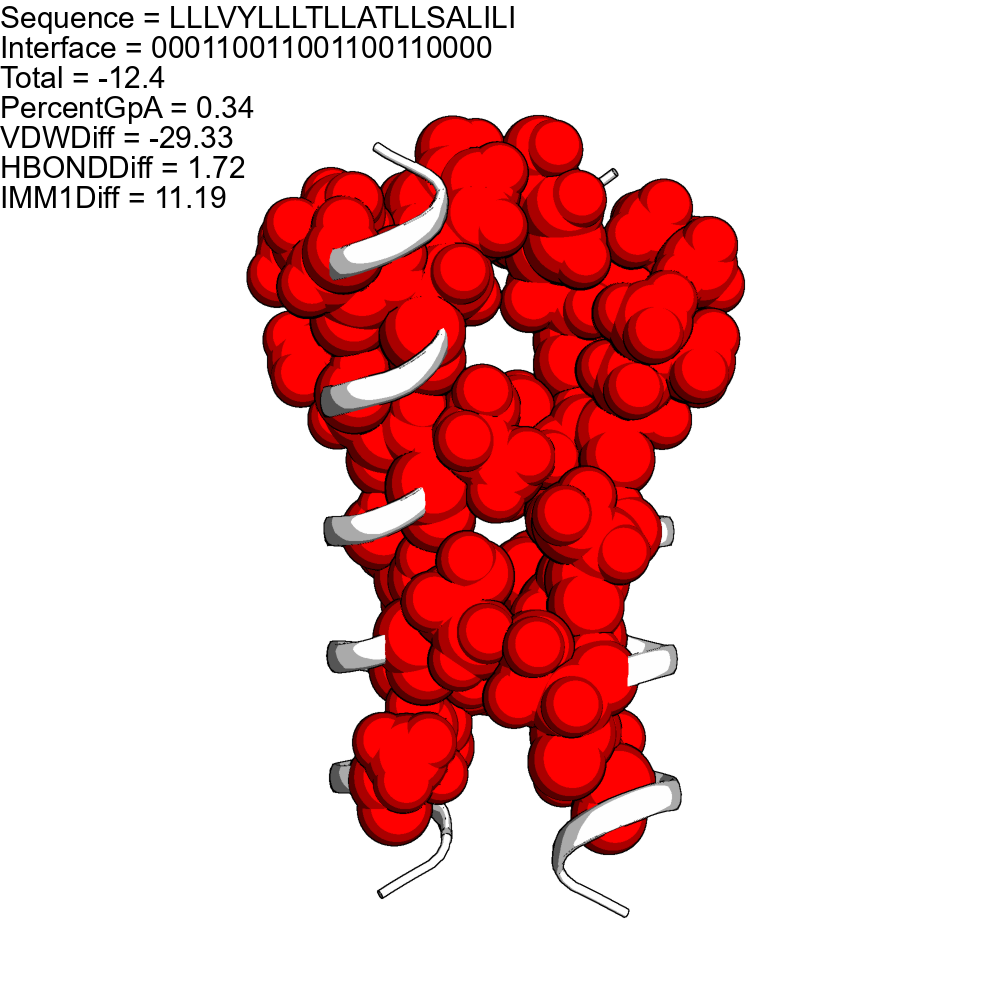 Sequence = LLLVYLLLTLLATLLSALILI
Interface = 000110011001100110000
Total = -12.4
PercentGpA = 0.34
VDWDiff = -29.33
HBONDDiff = 1.72
IMM1Diff = 11.19